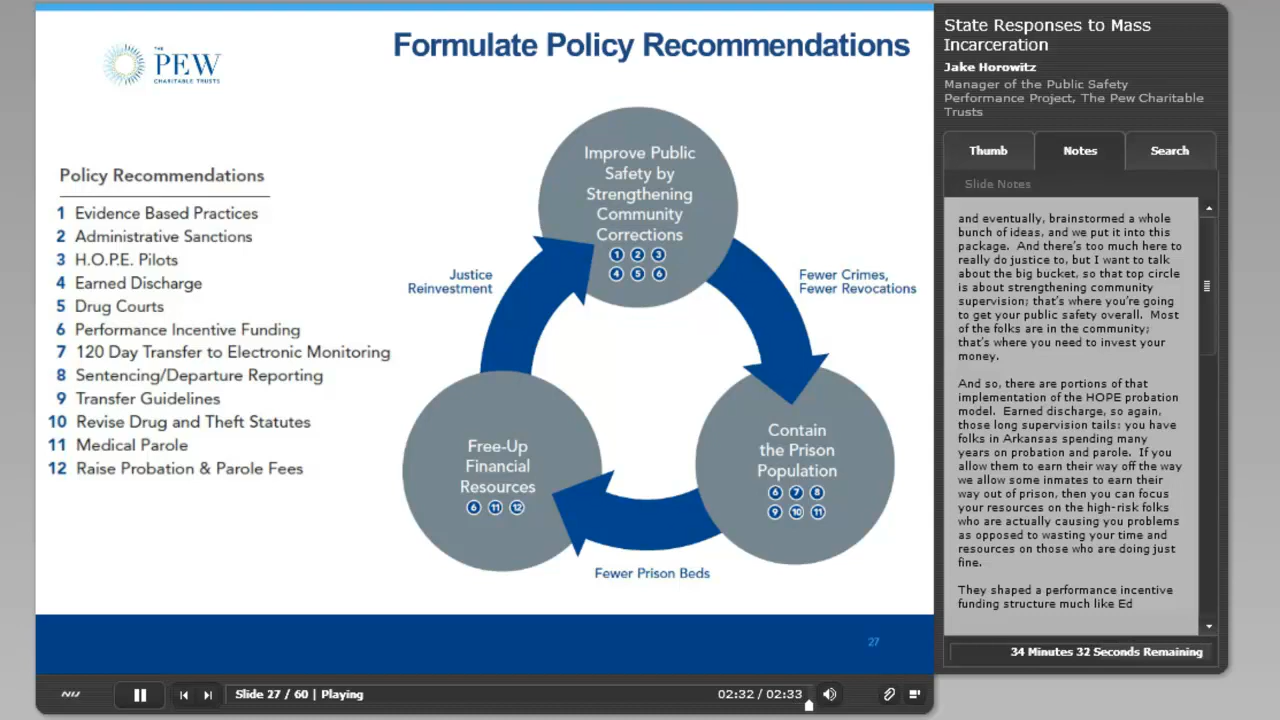 THE
PEW
CHARITABLE TRUSTS
Formulate Policy Recommendations
Policy Recommendations
1 Evidence Based Practices
2 Administrative Sanctions
3 H.O.P.E. Pilots
4 Earned Discharge
5 Drug Courts
6 Performance Incentive Funding
7 120 Day Transfer to Electronic Monitoring
8 Sentencing/Departure Reporting
9 Transfer Guidelines
10 Revise Drug and Theft Statutes
11 Medical Parole
12 Raise Probation & Parole Fees
Improve Public
Safety by
Strengthening
Community
Corrections
1 2 3
4 5 6
Justice
Reinvestment
Fewer Crimes,
Fewer Revocations
Free-Up
Financial
Resources
6 11 12
Contain
the Prison
Population
6 7 8
9 10 11
Fewer Prison Beds
27
State Responses to Mass
Incarceration
Jake Horowitz
Manager of the Public Safety
Performance Project, The Pew Charitable
Trusts
Thumb Notes Search
Slide Notes
and eventually, brainstormed a whole
bunch of ideas, and we put it into this
package. And there's too much here to
really do justice to, but I want to talk
about the big bucket, so that top circle
is about strengthening community
supervision; that's where you're going
to get your public safety overall. Most
of the folks are in the community;
that's where you need to invest your
money.
And so, there are portions of that
implementation of the HOPE probation
model. Earned discharge, so again,
those long supervision tails: you have
folks in Arkansas spending many
years on probation and parole. If you
allow them to earn their way off the way
we allow some inmates to earn their
way out of prison, then you can focus
your resources on the high-risk folks
who are actually causing you problems
as opposed to wasting your time and
resources on those who are doing just
fine.
They shaped a performance incentive
funding structure much like Ed
34 Minutes 32 Seconds Remaining
NIJ
Slide 27 / 60 | Playing
02:32 / 02:33